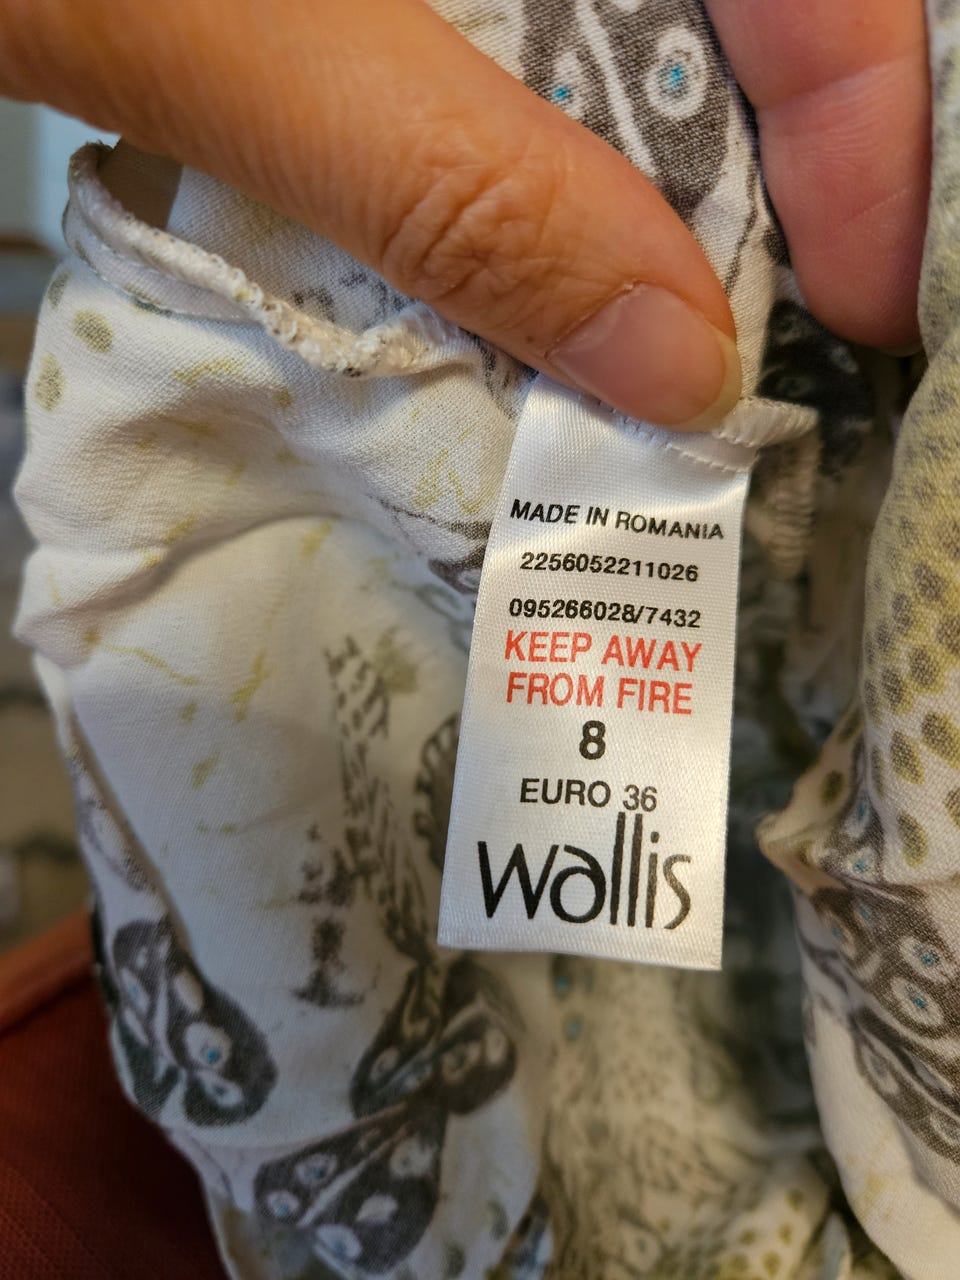 MADE IN ROMANIA
2256052211026
095266028/7432
KEEP AWAY
FROM FIRE
8
EURO 36
wallis